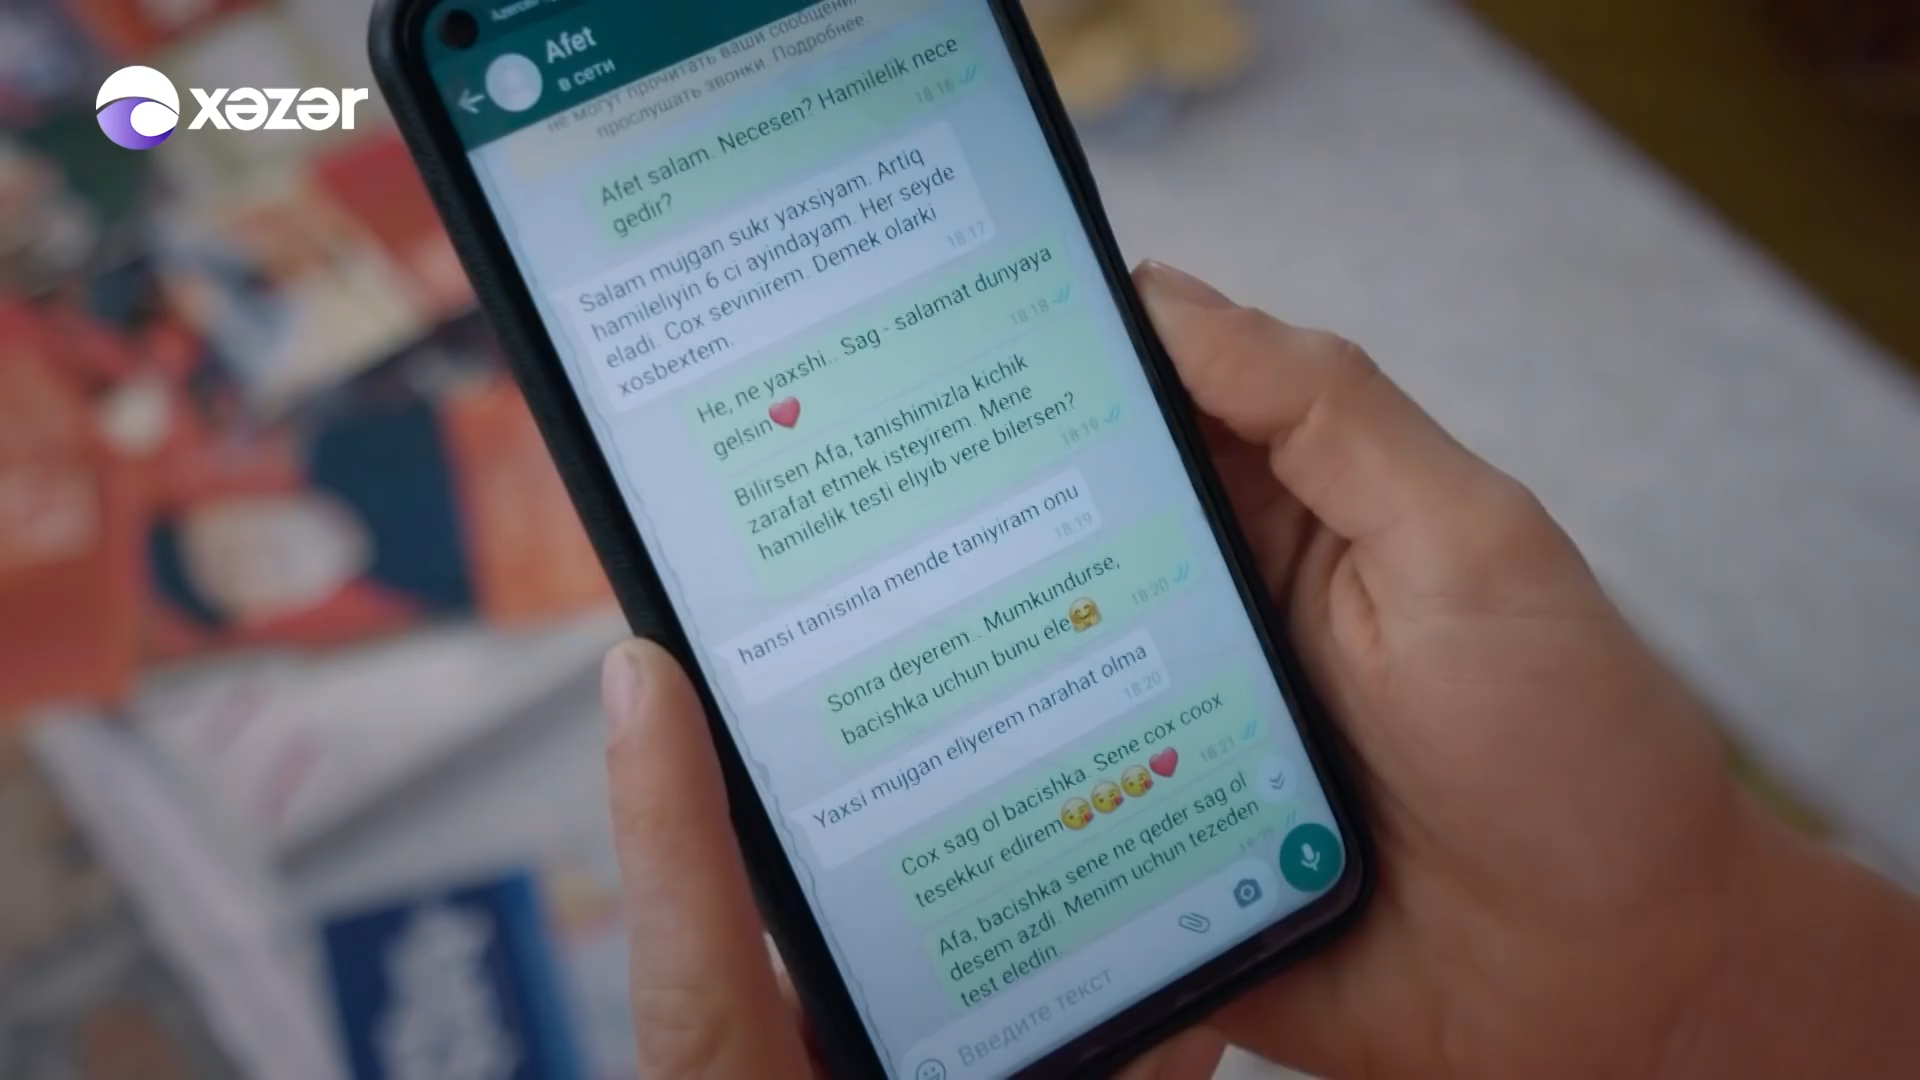 xəzər
Afet
в сети
не могут прочитать ваши сообщения
прослушать звонки. Подробнее.
Afet salam. Necesen? Hamilelik nece
gedir?
18:16
Salam mujgan sukr yaxsiyam. Artiq
hamileliyin 6 ci ayindayam. Her seyde
eladi. Cox sevinirem. Demek olarki
xosbextem.
18:17
He, ne yaxshi.. Sag - salamat dunyaya
gelsin❤️
18:18
Bilirsen Afa, tanishimizla kichik
zarafat etmek isteyirem. Mene
hamilelik testi eliyib vere bilersen?
18:19
hansi tanisınla mende taniyiram onu
18:19
Sonra deyerem.. Mumkundurse,
bacishka uchun bunu ele🤗
18:20
Yaxsi mujgan eliyerem narahat olma
18:20
Cox sag ol bacishka. Sene cox coox
tesekkur edirem😘😘😘❤️
18:21
Afa, bacishka sene ne qeder sag ol
desem azdi. Menim uchun tezeden
test eledin
Введите текст